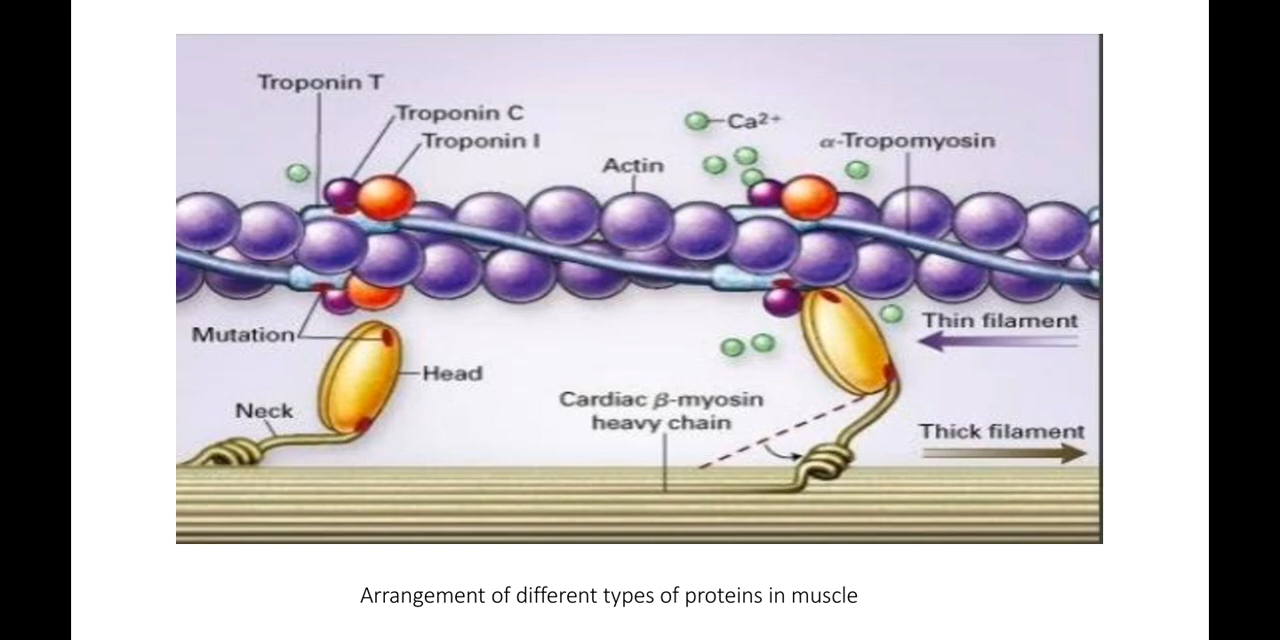 Troponin T
Troponin C
Troponin I
Ca²⁺
α-Tropomyosin
Actin
Mutation
Head
Neck
Cardiac β-myosin
heavy chain
Thin filament
Thick filament
Arrangement of different types of proteins in muscle